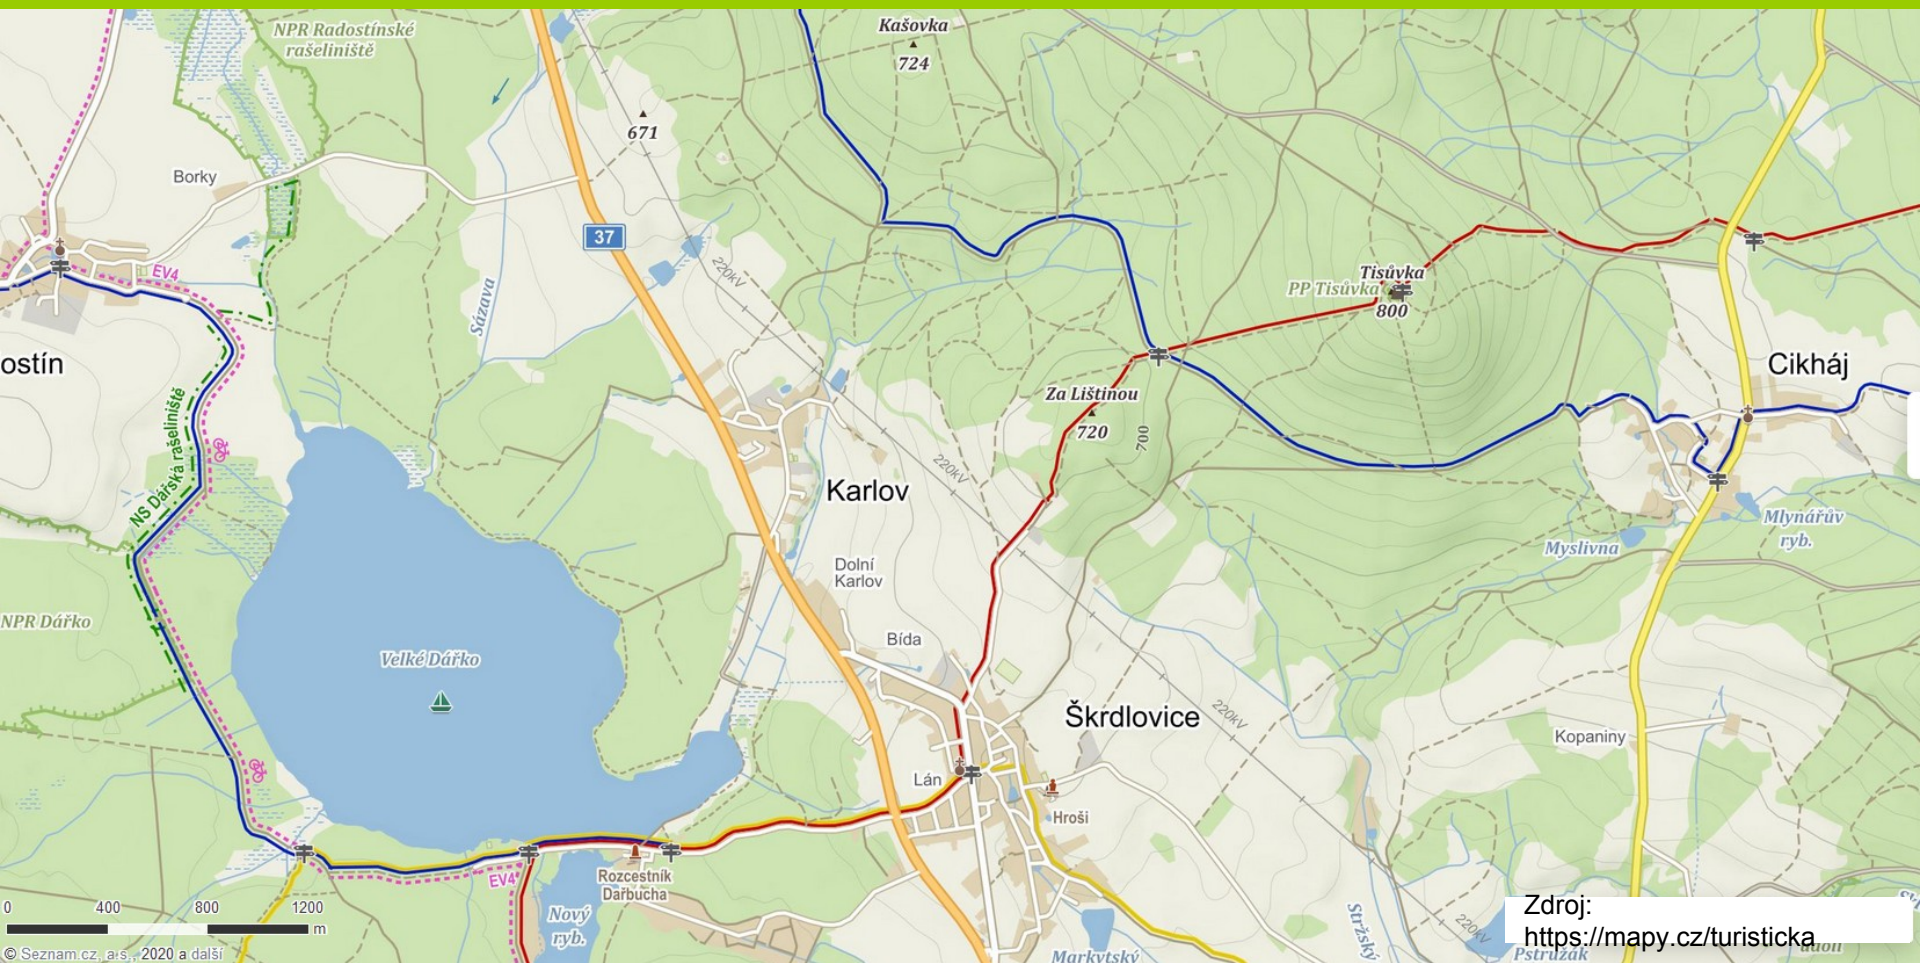 NPR Radostínské
rašeliniště
Kašovka
724
671
Borky
37
EV4
220kV
Sázava
Tisůvka
PP Tisůvka
800
ostín
Cikháj
NS Dářská rašeliniště
Za Lištinou
720
700
220kV
Karlov
Mlynářův
ryb.
Myslivna
Dolní
Karlov
NPR Dářko
Bída
Velké Dářko
Škrdlovice
220kV
Kopaniny
Lán
Hroši
EV4
Rozcestník
Dařbucha
Nový
ryb.
Stržský
220kV
Markvtský
Pstružák
údolí
0 400 800 1200
m
© Seznam.cz, a.s., 2020 a další
Zdroj:
https://mapy.cz/turisticka